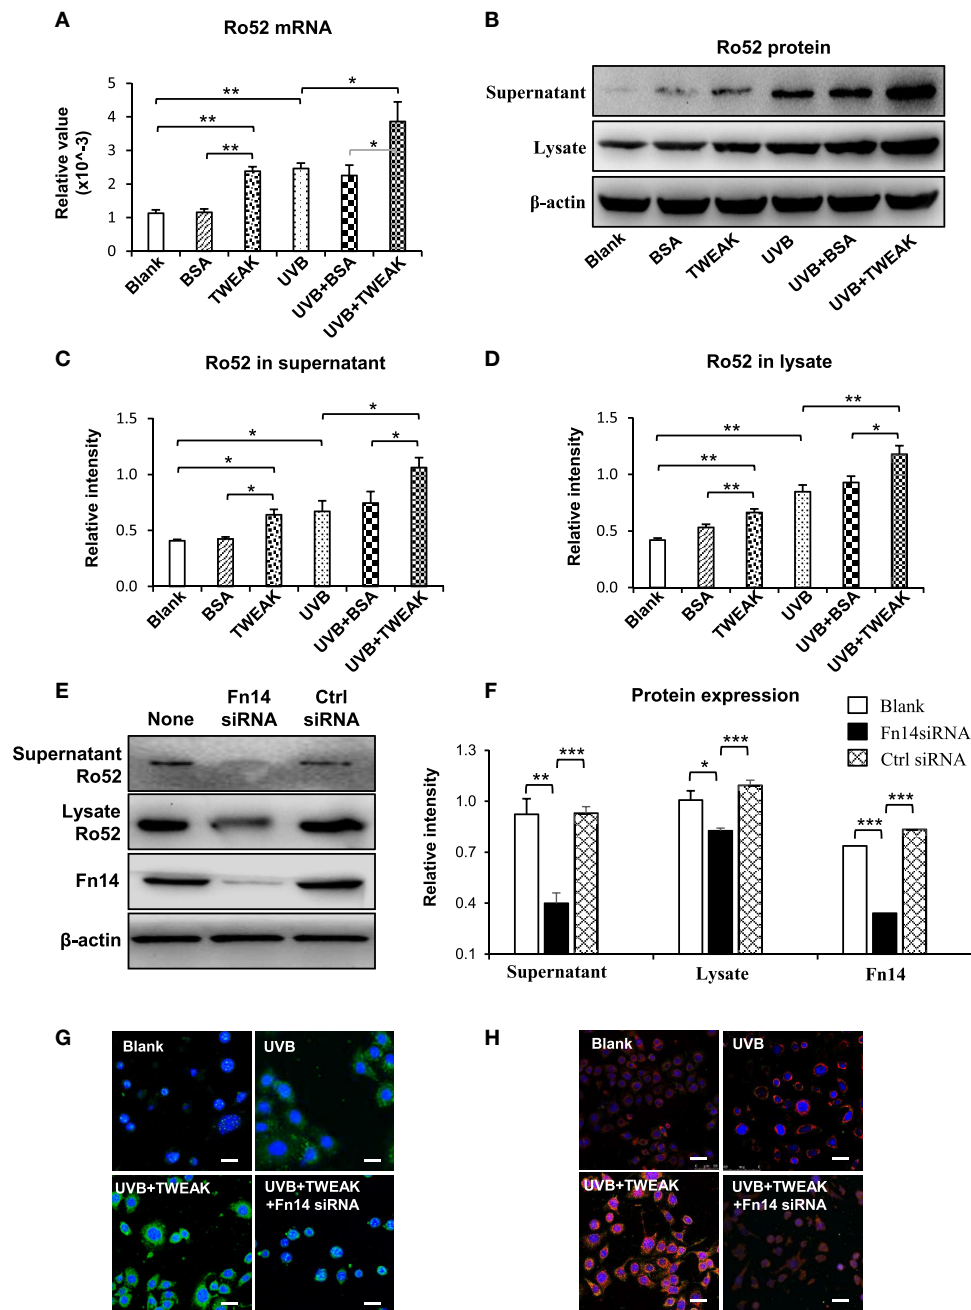 A
Ro52 mRNA
Relative value
(x10^-3)
5
4
3
2
1
0
**
**
**
*
*
Blank
BSA
TWEAK
UVB
UVB+BSA
UVB+TWEAK
B
Ro52 protein
Supernatant
Lysate
β-actin
Blank
BSA
TWEAK
UVB
UVB+BSA
UVB+TWEAK
C
Ro52 in supernatant
Relative intensity
1.5
1.0
0.5
0.0
*
*
*
*
*
Blank
BSA
TWEAK
UVB
UVB+BSA
UVB+TWEAK
D
Ro52 in lysate
Relative intensity
1.5
1.0
0.5
0.0
**
**
**
**
*
Blank
BSA
TWEAK
UVB
UVB+BSA
UVB+TWEAK
E
None
Fn14
siRNA
Ctrl
siRNA
Supernatant
Ro52
Lysate
Ro52
Fn14
β-actin
F
Protein expression
Blank
Fn14siRNA
Ctrl siRNA
Relative intensity
1.3
1.0
0.7
0.4
0.1
**
***
*
***
***
***
Supernatant
Lysate
Fn14
G
Blank
UVB
UVB+TWEAK
UVB+TWEAK
+Fn14 siRNA
H
Blank
UVB
UVB+TWEAK
UVB+TWEAK
+Fn14 siRNA